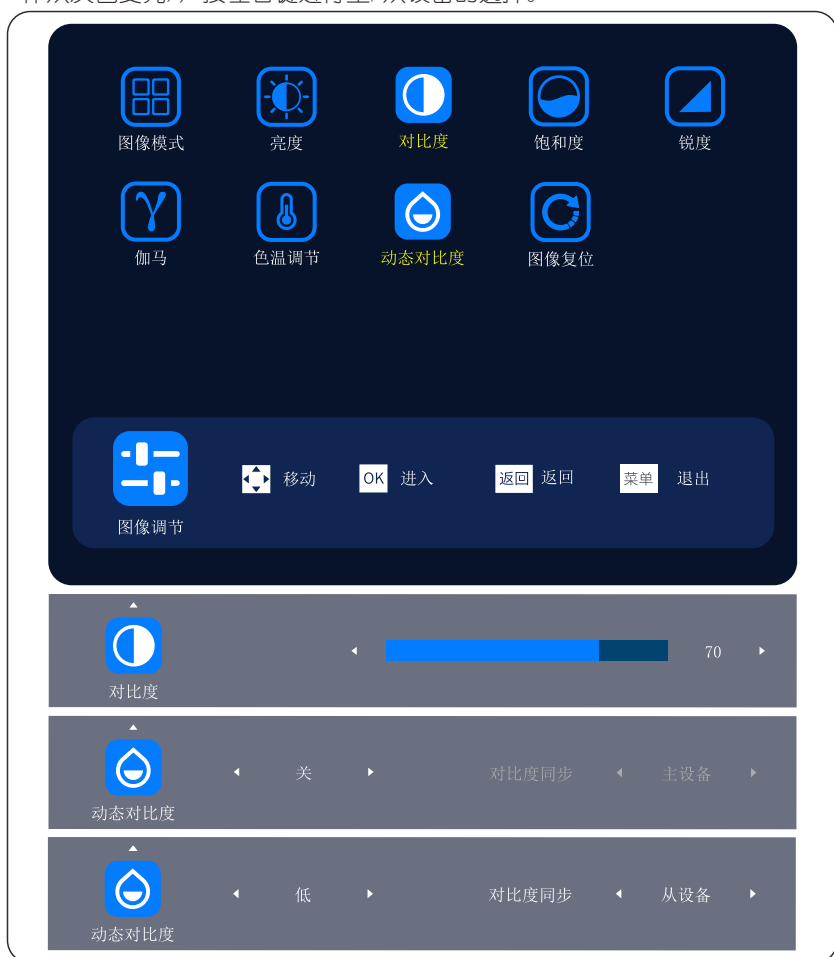 图像模式 亮度 对比度 饱和度 锐度
γ
伽马 色温调节 动态对比度 图像复位
移动 OK 进入 返回 返回 菜单 退出
图像调节
70
对比度
关 对比度同步 主设备
动态对比度
低 对比度同步 从设备
动态对比度